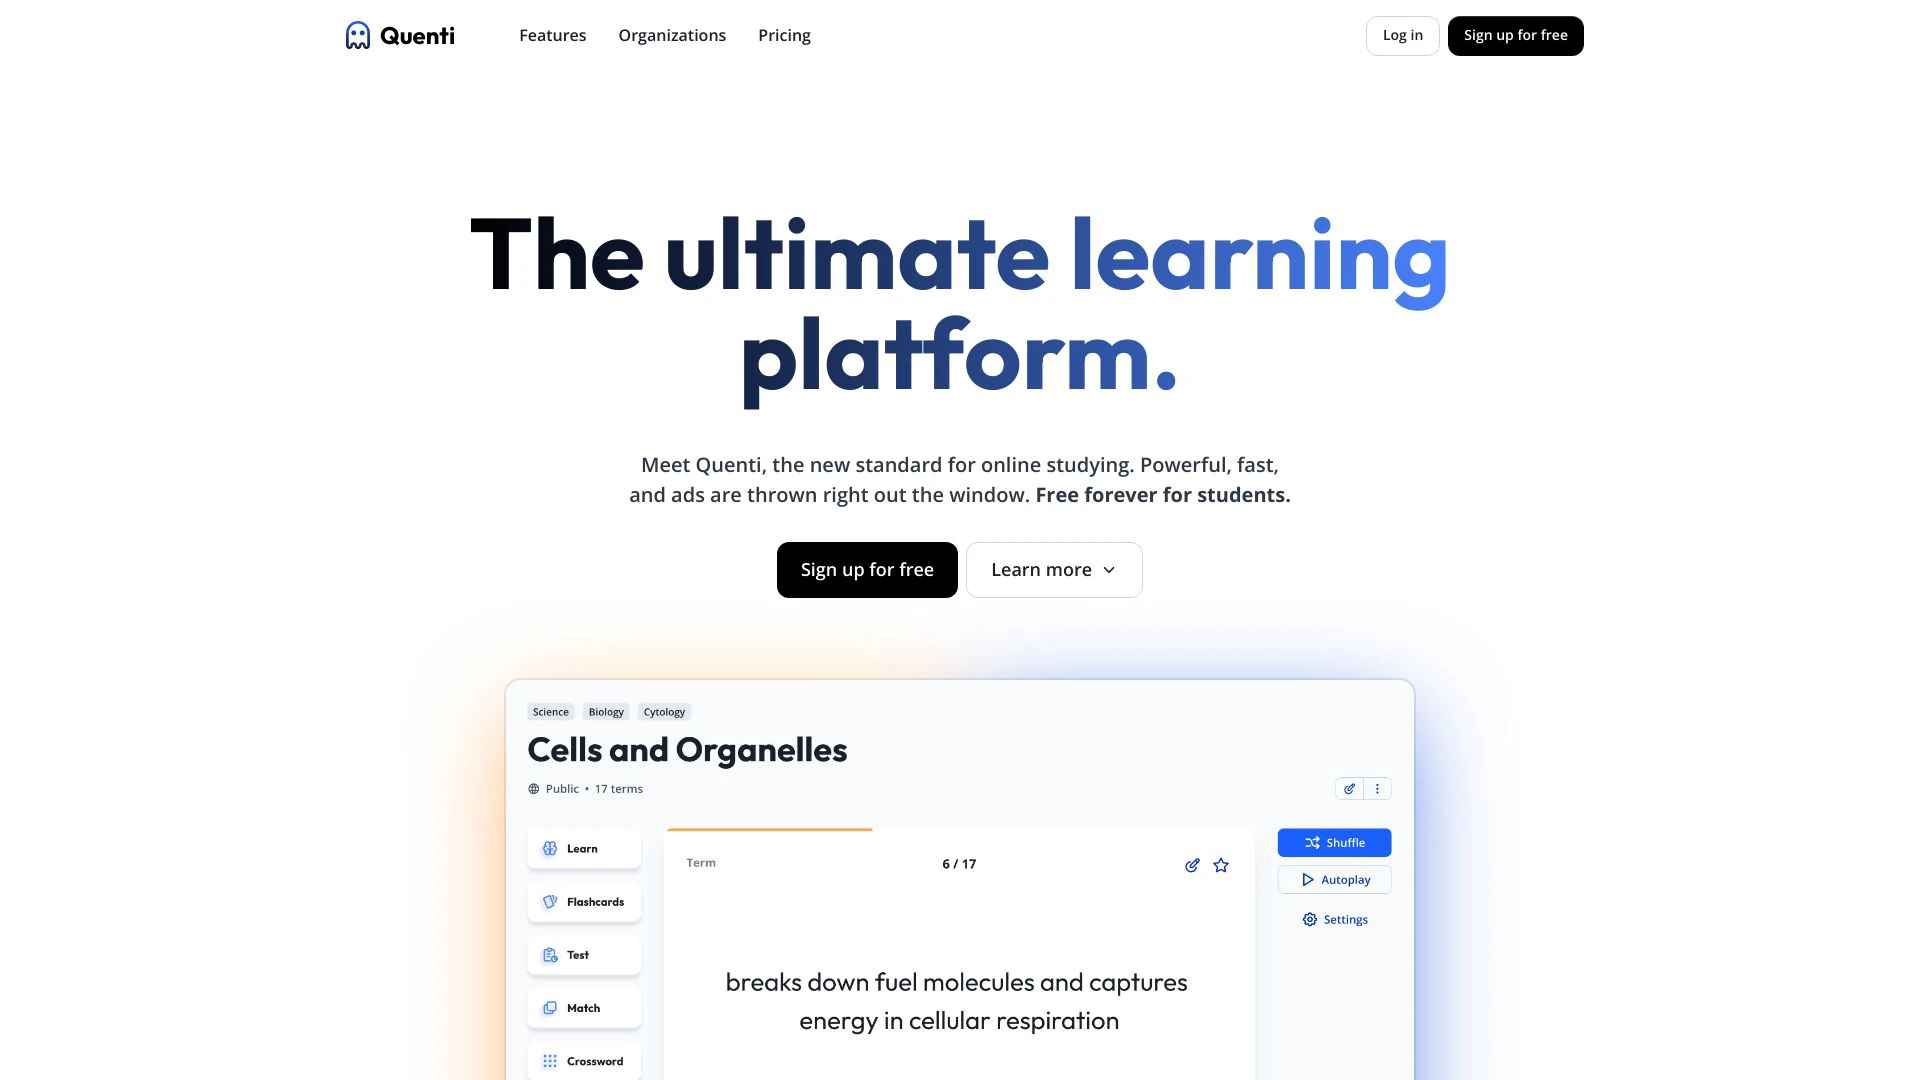 Quenti
Features
Organizations
Pricing
Log in
Sign up for free
The ultimate learning
platform.
Meet Quenti, the new standard for online studying. Powerful, fast,
and ads are thrown right out the window. Free forever for students.
Sign up for free
Learn more
Science
Biology
Cytology
Cells and Organelles
Public • 17 terms
Learn
Flashcards
Test
Match
Crossword
Term
6 / 17
breaks down fuel molecules and captures
energy in cellular respiration
Shuffle
Autoplay
Settings